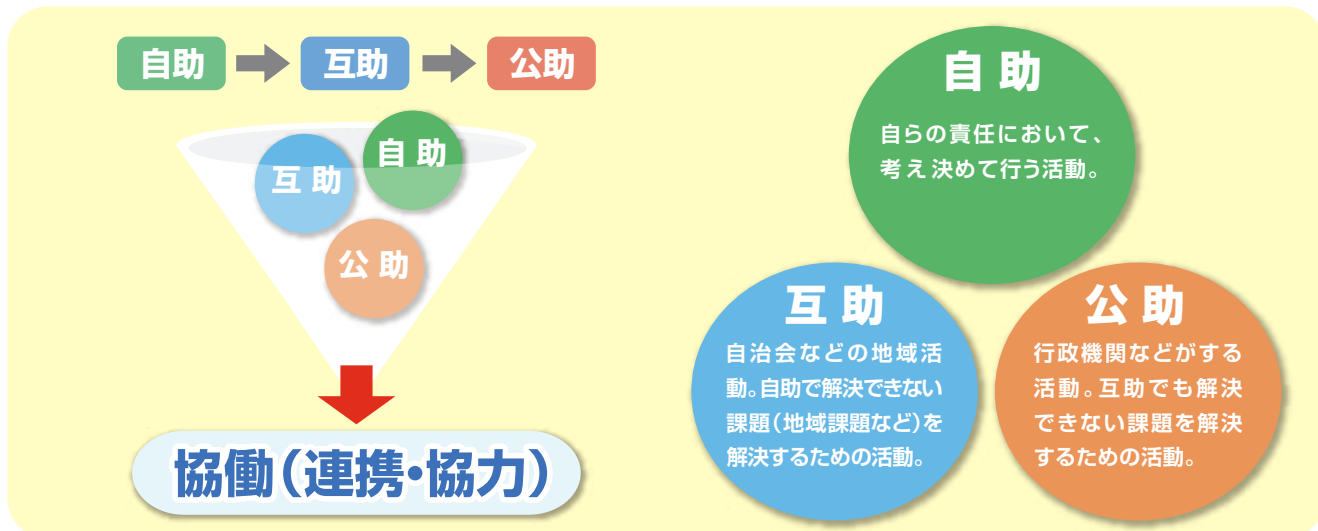 自助
互助
公助
互助
自助
公助
協働（連携・協力）
自助
自らの責任において、
考え決めて行う活動。
互助
自治会などの地域活
動。自助で解決できない
課題（地域課題など）を
解決するための活動。
公助
行政機関などがする
活動。互助でも解決
できない課題を解決
するための活動。